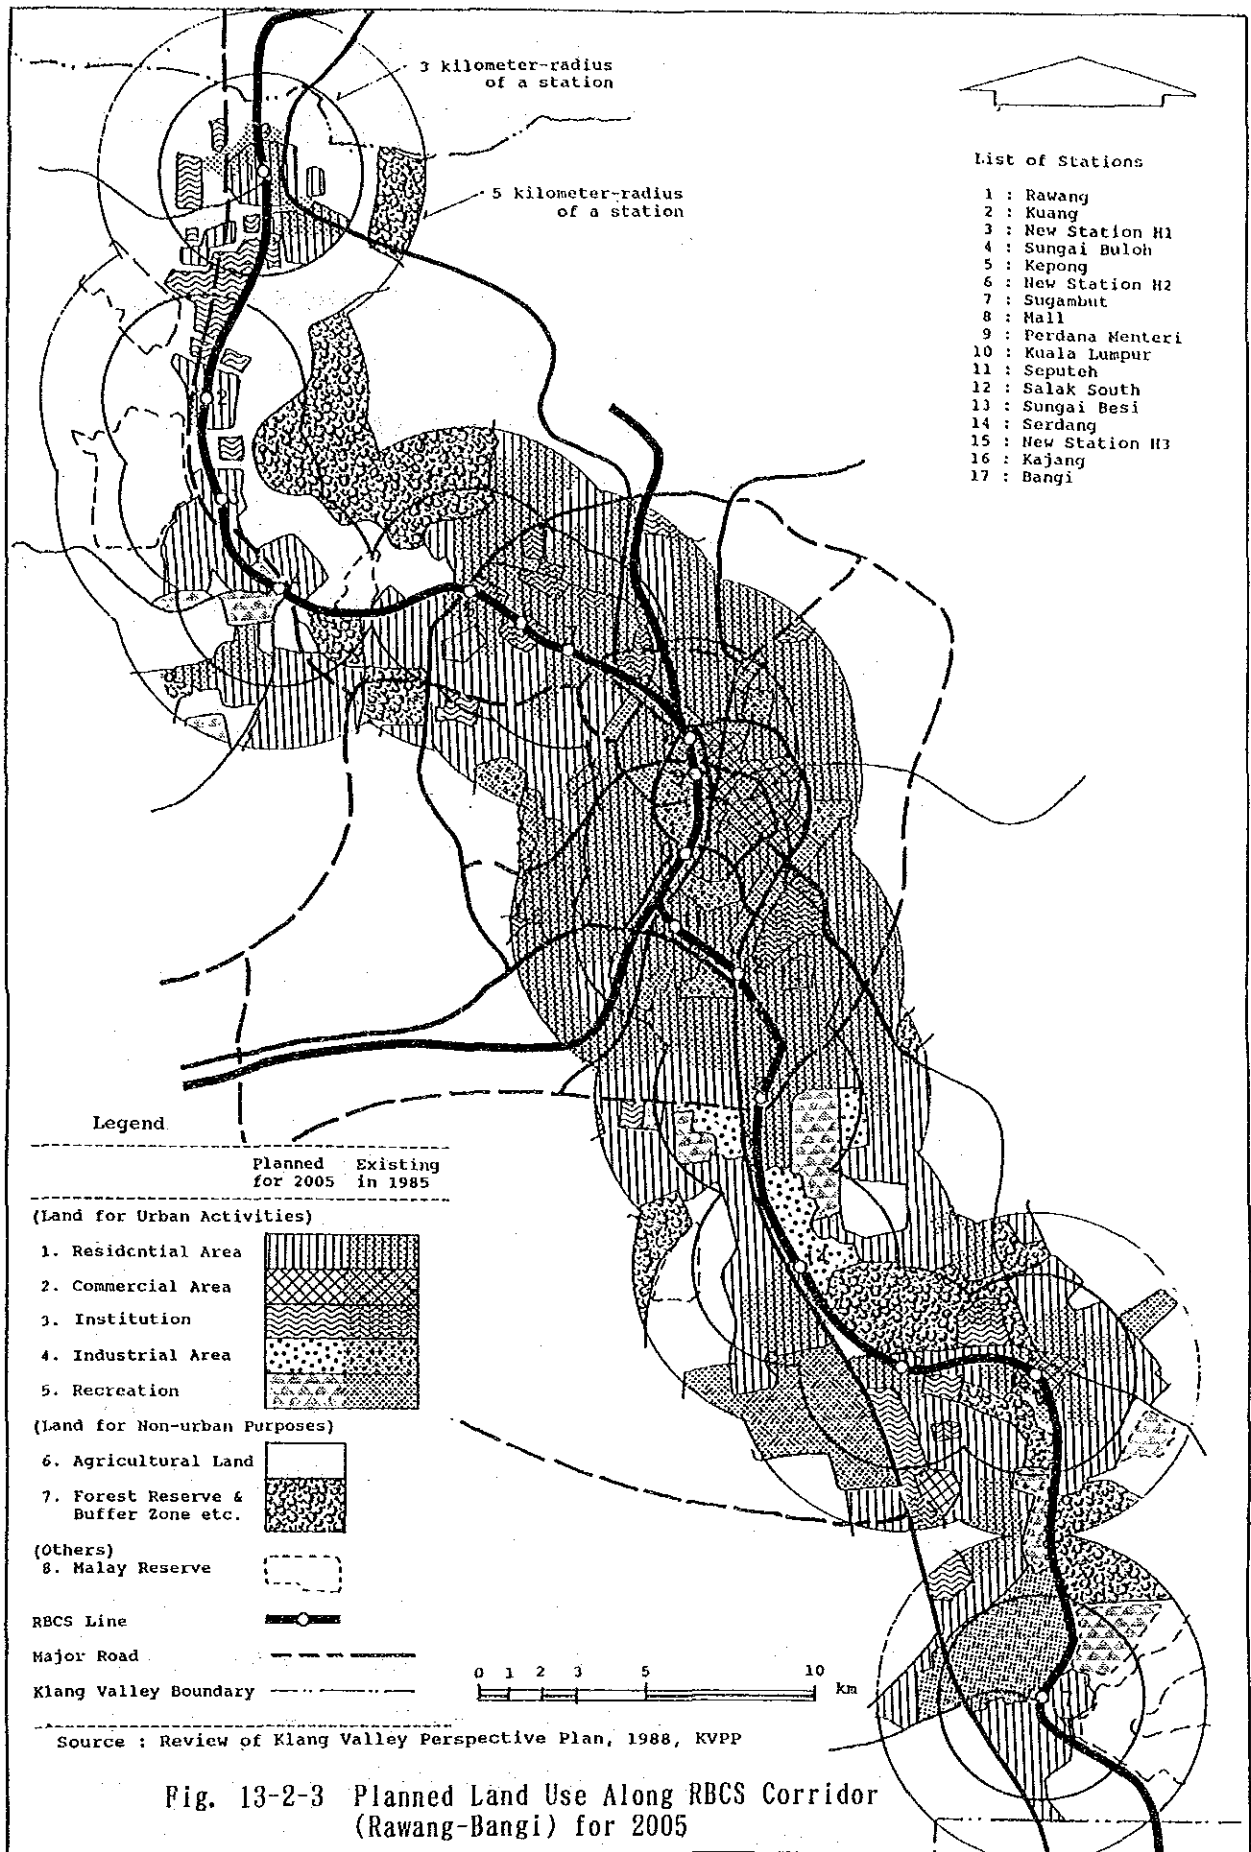 3 kilometer-radius
of a station
5 kilometer-radius
of a station
List of Stations
1 : Rawang
2 : Kuang
3 : New Station H1
4 : Sungai Buloh
5 : Kepong
6 : New Station H2
7 : Sugambut
8 : Mall
9 : Perdana Menteri
10 : Kuala Lumpur
11 : Seputeh
12 : Salak South
13 : Sungai Besi
14 : Serdang
15 : New Station H3
16 : Kajang
17 : Bangi
2
Legend
Planned Existing
for 2005 in 1985
(Land for Urban Activities)
1. Residential Area
2. Commercial Area
3. Institution
4. Industrial Area
5. Recreation
(Land for Non-urban Purposes)
6. Agricultural Land
7. Forest Reserve &
Buffer Zone etc.
(Others)
8. Malay Reserve
RBCS Line
Major Road
Klang Valley Boundary
0 1 2 3 5 10 km
Source : Review of Klang Valley Perspective Plan, 1988, KVPP
Fig. 13-2-3 Planned Land Use Along RBCS Corridor
(Rawang-Bangi) for 2005